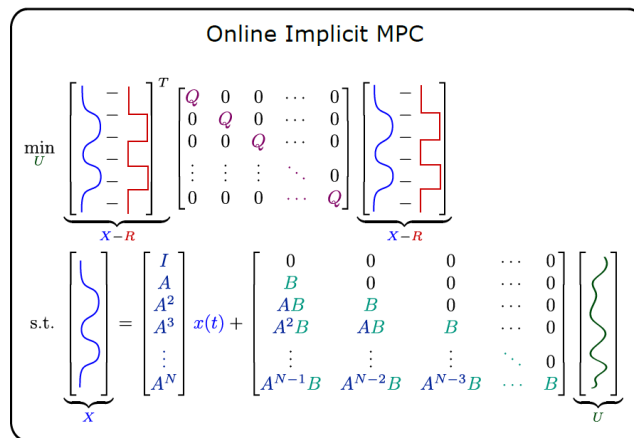 Online Implicit MPC
min U [ − − − − − − ]ᵀ [ Q 0 0 ⋯ 0
0 Q 0 ⋯ 0
0 0 Q ⋯ 0
⋮ ⋮ ⋮ ⋱ 0
0 0 0 ⋯ Q ] [ − − − − − − ]
X−R X−R
s.t. [ ] = [ I A A² A³ ⋮ Aᴺ ] x(t) + [ 0 0 0 ⋯ 0
B 0 0 ⋯ 0
AB B 0 ⋯ 0
A²B AB B ⋯ 0
⋮ ⋮ ⋮ ⋱ 0
Aᴺ⁻¹B Aᴺ⁻²B Aᴺ⁻³B ⋯ B ] [ ]
X U